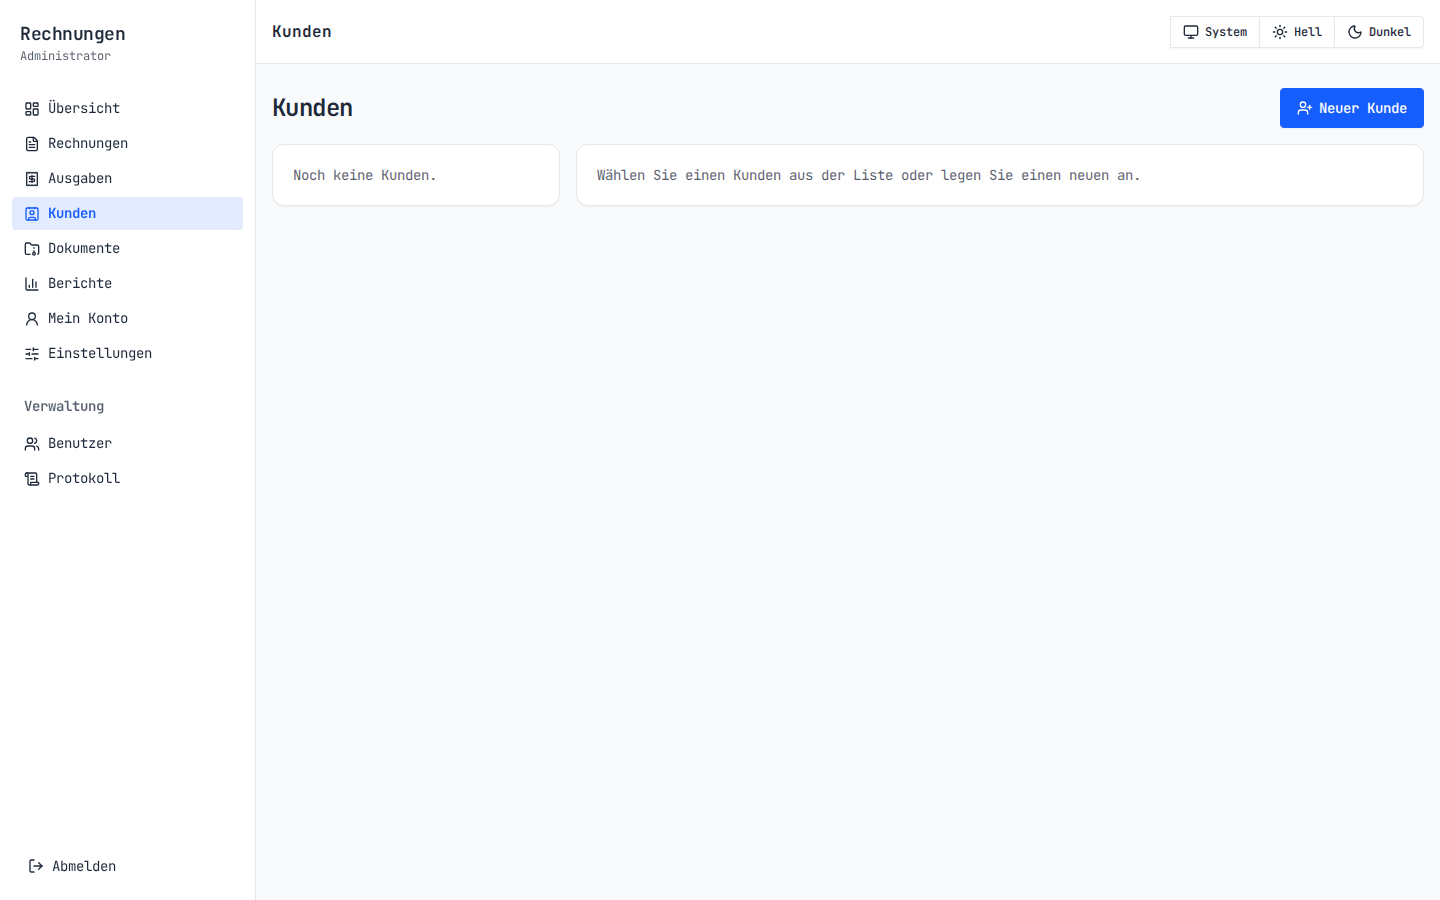 Rechnungen
Administrator
Übersicht
Rechnungen
Ausgaben
Kunden
Dokumente
Berichte
Mein Konto
Einstellungen
Verwaltung
Benutzer
Protokoll
Abmelden
Kunden
System Hell Dunkel
Kunden
Neuer Kunde
Noch keine Kunden.
Wählen Sie einen Kunden aus der Liste oder legen Sie einen neuen an.